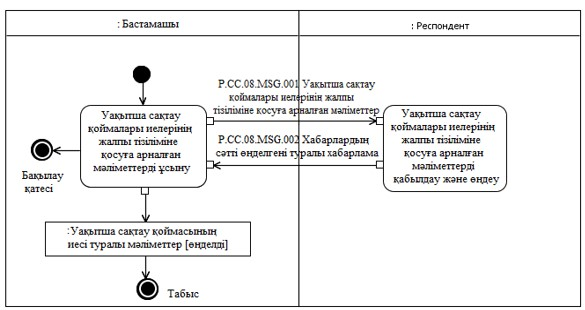 : Бастамашы
: Респондент
P.CC.08.MSG.001 Уақытша сақтау
қоймалары иелерінің жалпы
тізіліміне қосуға арналған мәліметтер
Уақытша сақтау
қоймалары иелерінің
жалпы тізіліміне
қосуға арналған
мәліметтерді ұсыну
Уақытша сақтау
қоймалары иелерінің
жалпы тізіліміне
қосуға арналған
мәліметтерді
қабылдау және өңдеу
P.CC.08.MSG.002 Хабарлардың
сәтті өңделгені туралы хабарлама
Бақылау
қатесі
:Уақытша сақтау қоймасының
иесі туралы мәліметтер [өңделді]
Табыс